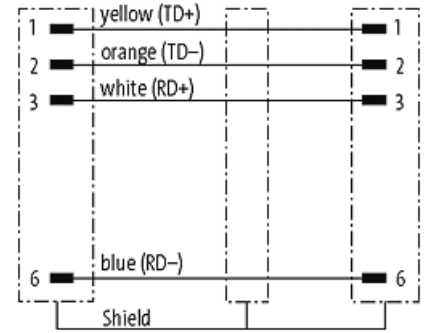 yellow (TD+)
1 1
orange (TD–)
2 2
white (RD+)
3 3
blue (RD–)
6 6
Shield